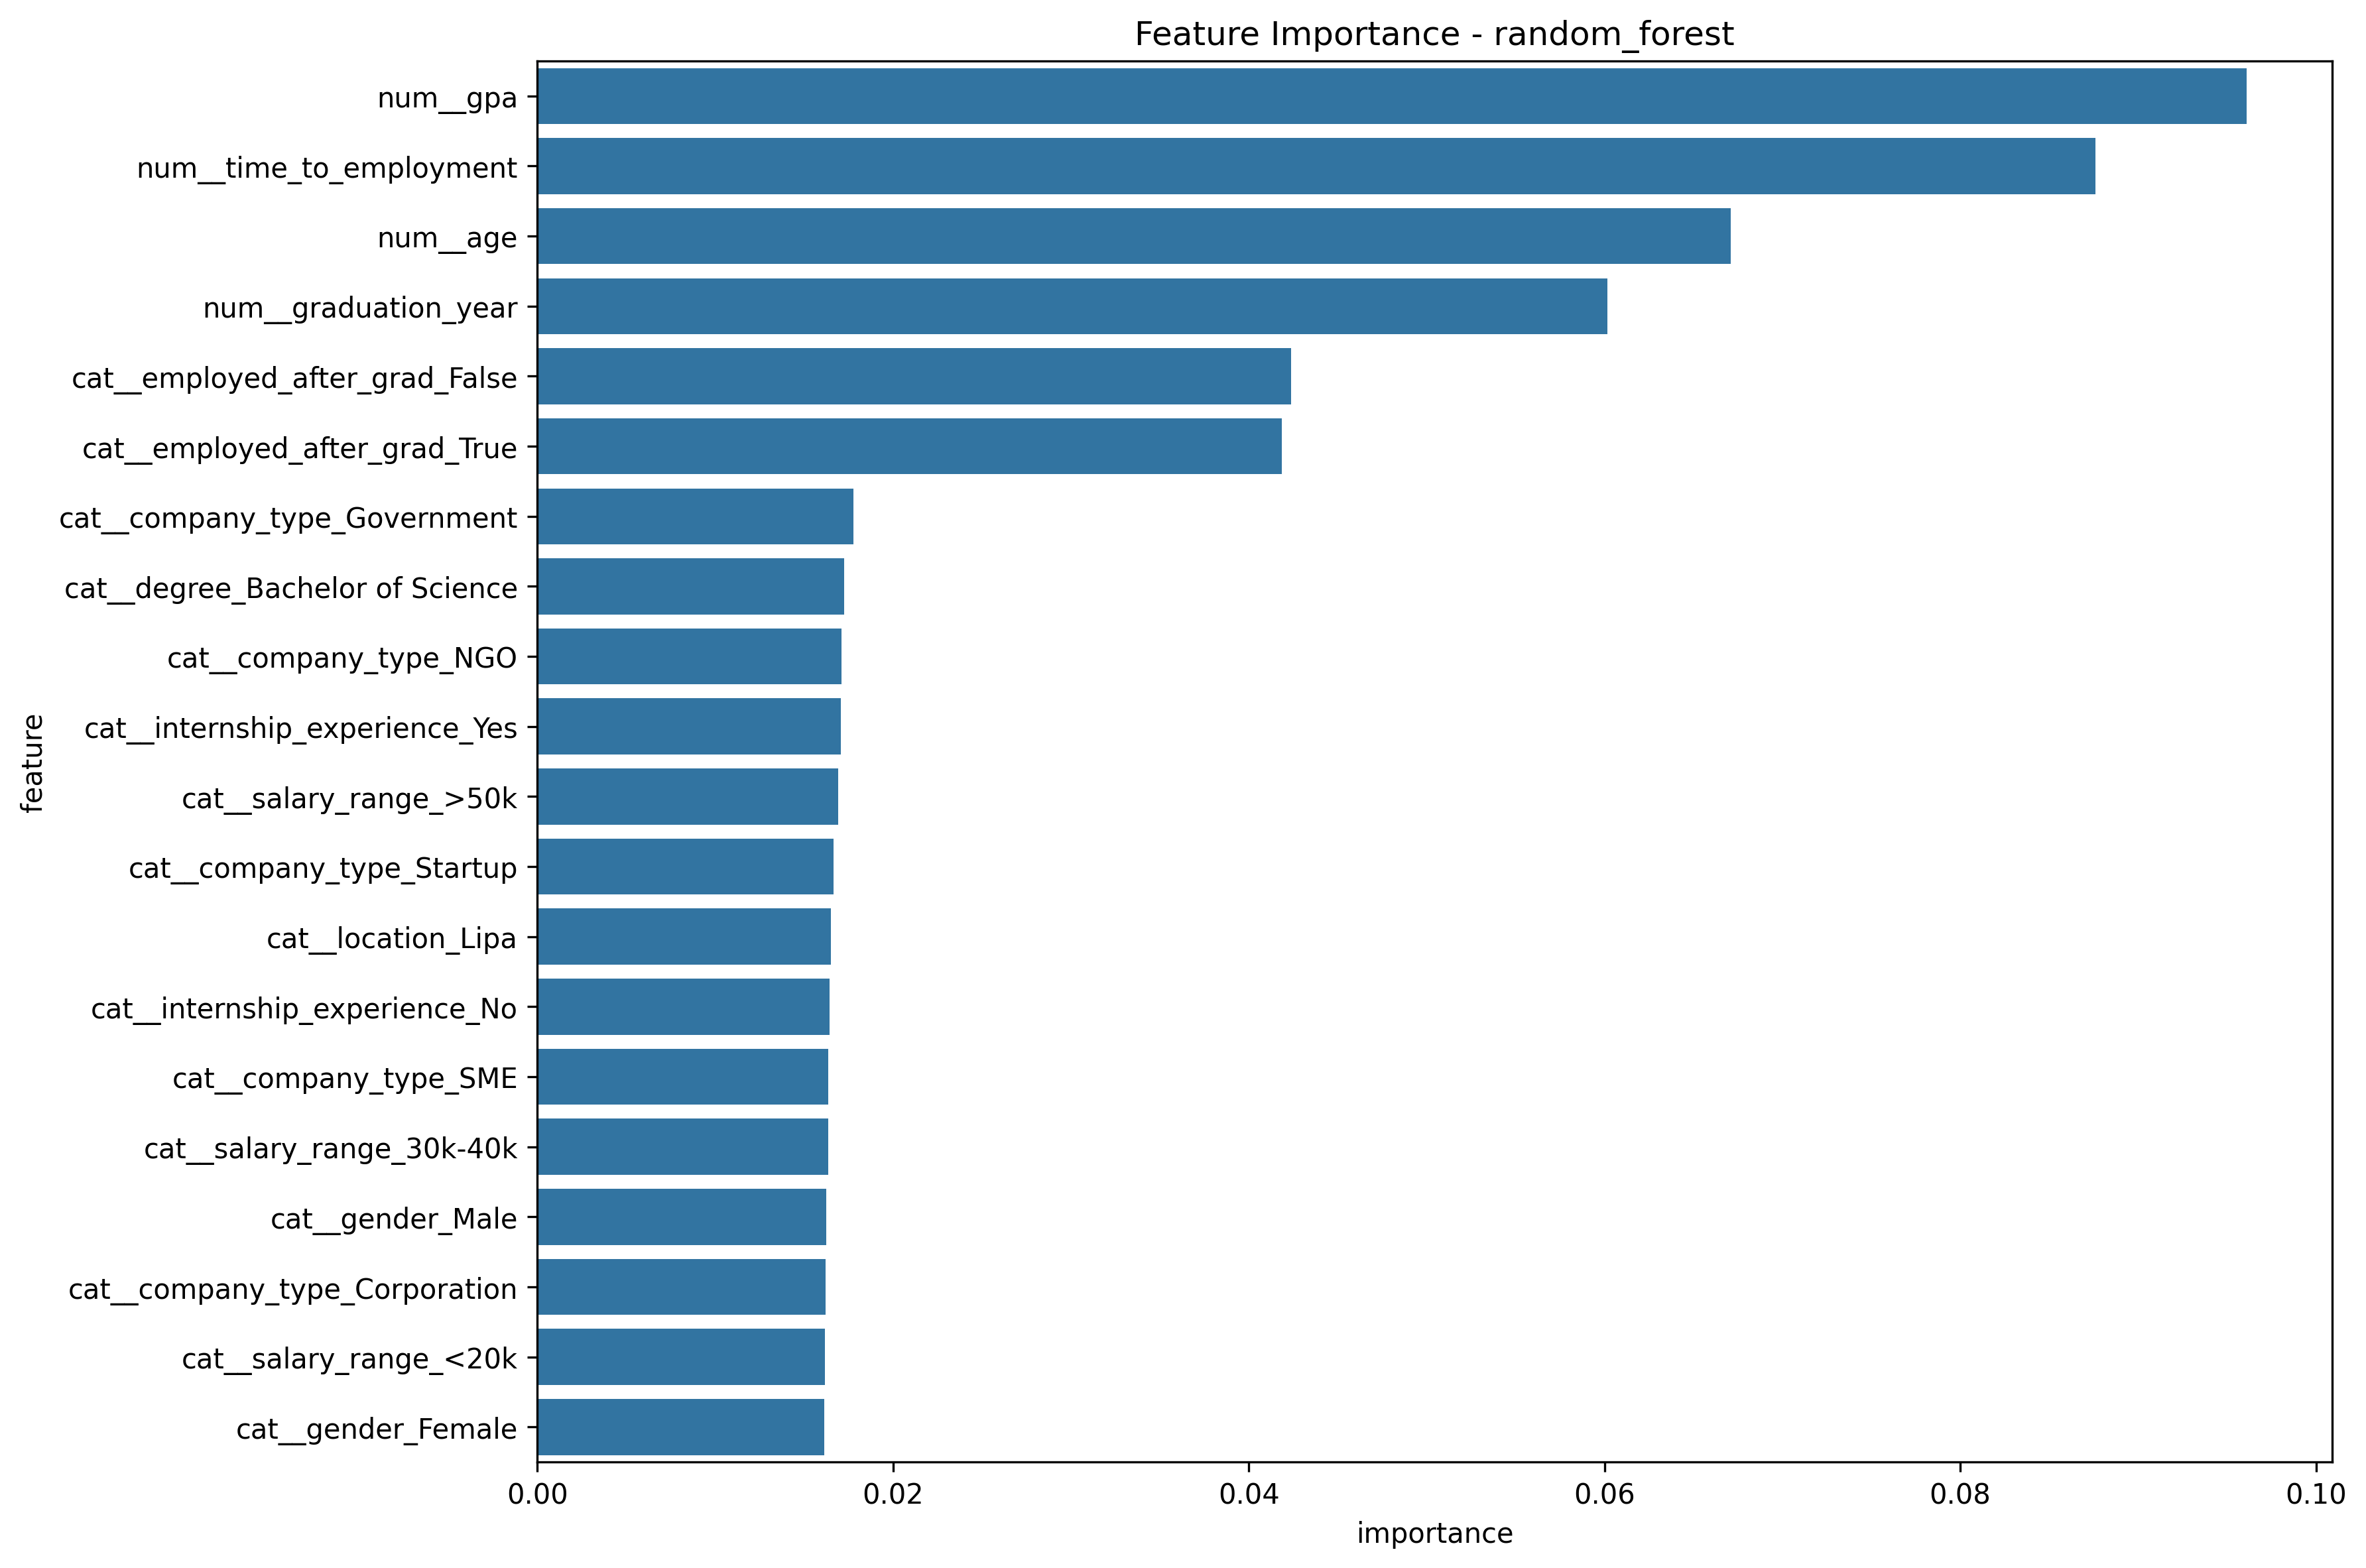 Feature Importance - random_forest
num__gpa
num__time_to_employment
num__age
num__graduation_year
cat__employed_after_grad_False
cat__employed_after_grad_True
cat__company_type_Government
cat__degree_Bachelor of Science
cat__company_type_NGO
cat__internship_experience_Yes
cat__salary_range_>50k
cat__company_type_Startup
cat__location_Lipa
cat__internship_experience_No
cat__company_type_SME
cat__salary_range_30k-40k
cat__gender_Male
cat__company_type_Corporation
cat__salary_range_<20k
cat__gender_Female
feature
0.00 0.02 0.04 0.06 0.08 0.10
importance